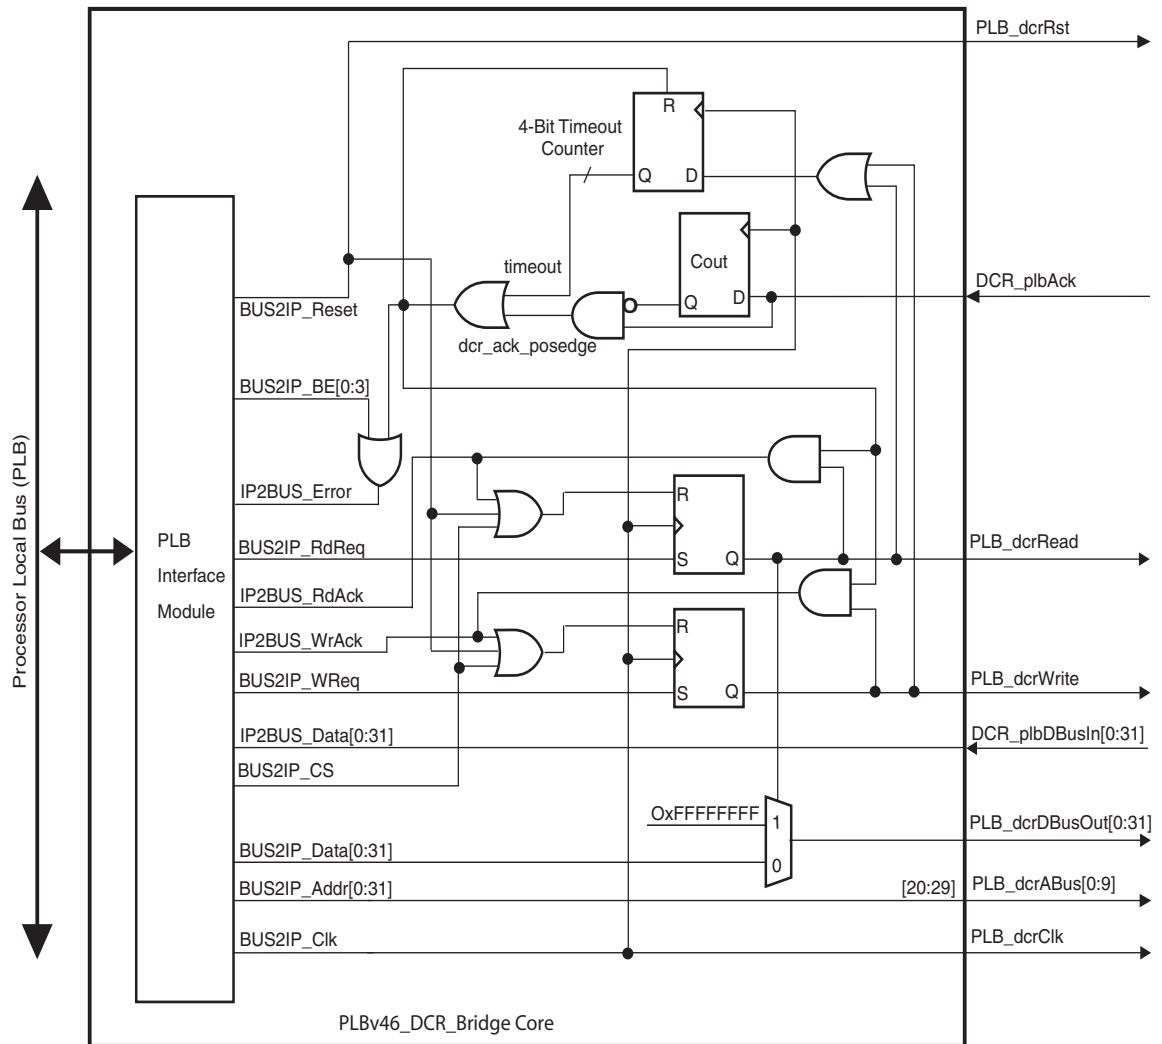 PLB_dcrRst
R
4-Bit Timeout
Counter
Q
D
Cout
timeout
Q
D
DCR_plbAck
BUS2IP_Reset
dcr_ack_posedge
BUS2IP_BE[0:3]
Processor Local Bus (PLB)
IP2BUS_Error
R
PLB
Interface
Module
BUS2IP_RdReq
S
Q
PLB_dcrRead
IP2BUS_RdAck
IP2BUS_WrAck
R
BUS2IP_WReq
S
Q
PLB_dcrWrite
IP2BUS_Data[0:31]
DCR_plbDBusIn[0:31]
BUS2IP_CS
OxFFFFFFFF
1
PLB_dcrDBusOut[0:31]
BUS2IP_Data[0:31]
0
BUS2IP_Addr[0:31]
[20:29]
PLB_dcrABus[0:9]
BUS2IP_Clk
PLB_dcrClk
PLBv46_DCR_Bridge Core